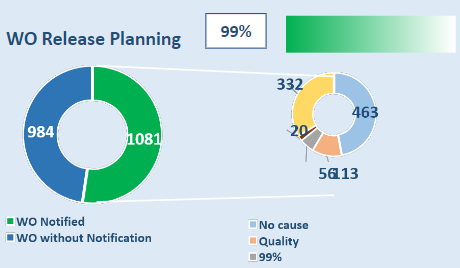 WO Release Planning
99%
984
1081
332
463
20
56
113
WO Notified
WO without Notification
No cause
Quality
99%